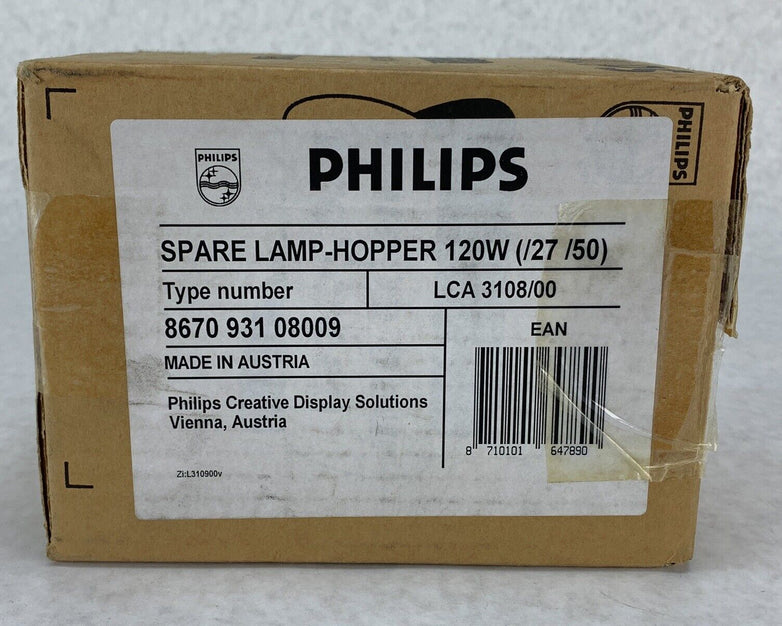 PHILIPS
PHILIPS
PHILIPS
SPARE LAMP-HOPPER 120W (/27 /50)
Type number LCA 3108/00
8670 931 08009
EAN
MADE IN AUSTRIA
Philips Creative Display Solutions
Vienna, Austria
8 710101 647890
Zi:L310900v